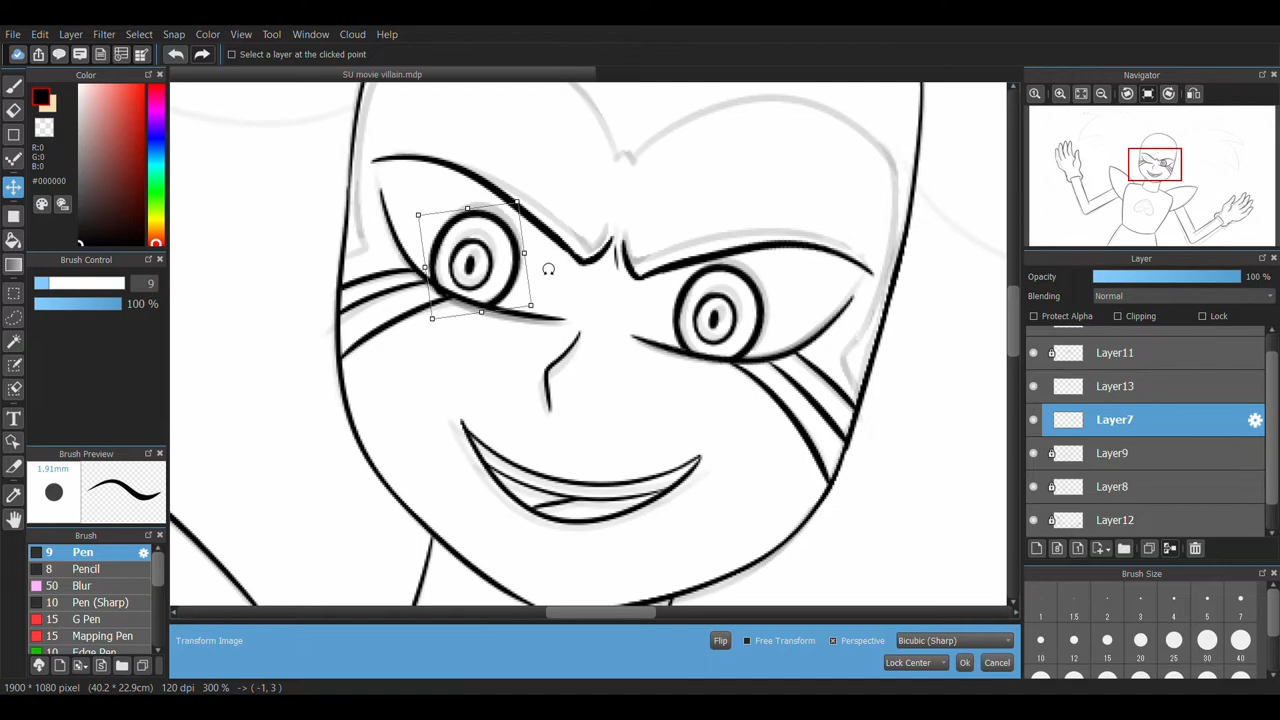 File Edit Layer Filter Select Snap Color View Tool Window Cloud Help
Select a layer at the clicked point
Color
SU movie villain.mdp
Navigator
R:0
G:0
B:0
#000000
Brush Control
9
100 %
Layer
Opacity 100 %
Blending Normal
Protect Alpha Clipping Lock
Layer11
Layer13
Layer7
Layer9
Layer8
Layer12
Brush Preview
1.91mm
Brush
9 Pen
8 Pencil
50 Blur
10 Pen (Sharp)
15 G Pen
15 Mapping Pen
10 Edge Pen
Brush Size
1 1.5 2 3 4 5 7
10 12 15 20 25 30 40
Transform Image
Flip Free Transform Perspective Bicubic (Sharp)
Lock Center Ok Cancel
1900 * 1080 pixel (40.2 * 22.9cm) 120 dpi 300 % -> ( -1, 3 )